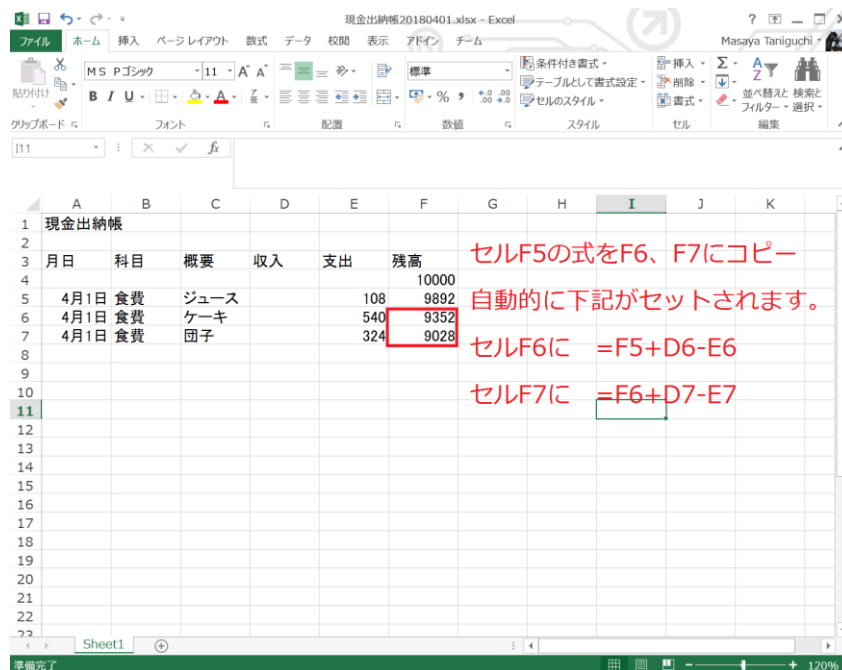 現金出納帳20180401.xlsx - Excel
ファイル ホーム 挿入 ページ レイアウト 数式 データ 校閲 表示 アドイン チーム Masaya Taniguchi
貼り付け
ＭＳ Ｐゴシック 11
B I U
標準
条件付き書式
テーブルとして書式設定
セルのスタイル
挿入
削除
書式
並べ替えと フィルター
検索と 選択
クリップボード フォント 配置 数値 スタイル セル 編集
I11 fx
A B C D E F G H I J K
1 現金出納帳
2
3 月日 科目 概要 収入 支出 残高
4 10000
5 4月1日 食費 ジュース 108 9892
6 4月1日 食費 ケーキ 540 9352
7 4月1日 食費 団子 324 9028
8
9
10
11
12
13
14
15
16
17
18
19
20
21
22
23
セルF5の式をF6、F7にコピー
自動的に下記がセットされます。
セルF6に =F5+D6-E6
セルF7に =F6+D7-E7
Sheet1
準備完了 120%